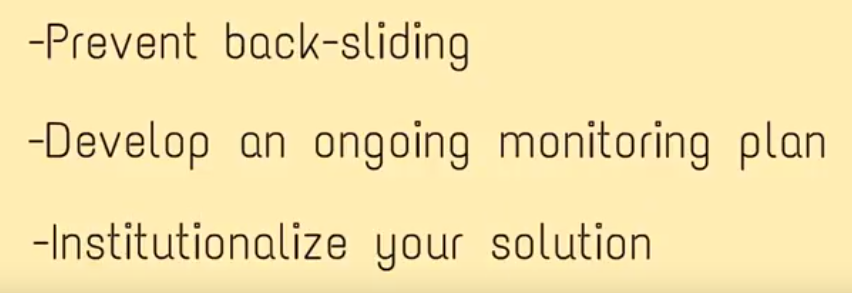 -Prevent back-sliding
-Develop an ongoing monitoring plan
-Institutionalize your solution